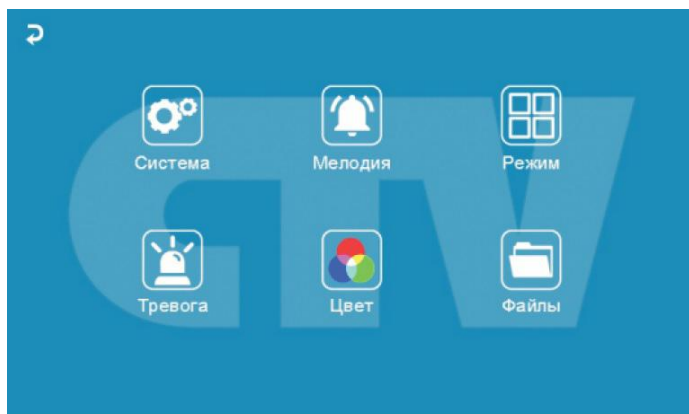 CTV
Система
Мелодия
Режим
Тревога
Цвет
Файлы